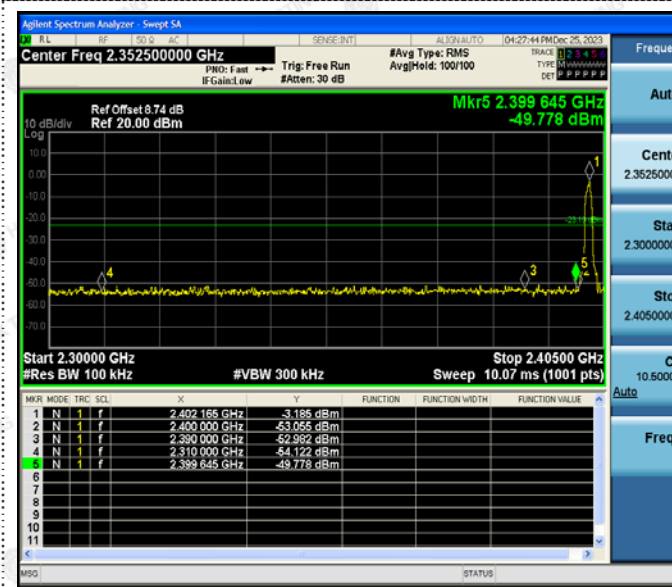 Agilent Spectrum Analyzer - Swept SA
RL RF 50 Ω AC SENSE:INT ALIGN AUTO 04:27:44 PM Dec 25, 2023
Center Freq 2.352500000 GHz
PNO: Fast
IFGain:Low
Trig: Free Run
#Atten: 30 dB
#Avg Type: RMS
Avg|Hold: 100/100
TRACE 1 2 3 4 5 6
TYPE M
DET P P P P P P
Mkr5 2.399 645 GHz
-49.778 dBm
Ref Offset 8.74 dB
10 dB/div Ref 20.00 dBm
Log
10.0
0.00
-10.0
-20.0
-30.0
-40.0
-50.0
-60.0
-70.0
1
4
3
5
Start 2.30000 GHz Stop 2.40500 GHz
#Res BW 100 kHz #VBW 300 kHz Sweep 10.07 ms (1001 pts)
MKR MODE TRC SCL X Y FUNCTION FUNCTION WIDTH FUNCTION VALUE
1 N 1 f 2.402 165 GHz -3.185 dBm
2 N 1 f 2.400 000 GHz -53.055 dBm
3 N 1 f 2.390 000 GHz -52.982 dBm
4 N 1 f 2.310 000 GHz -54.122 dBm
5 N 1 f 2.399 645 GHz -49.778 dBm
6
7
8
9
10
11
MSG STATUS
Freque
Aut
Cente
2.3525000
Sta
2.3000000
Sto
2.4050000
C
10.5000
Auto
Freq